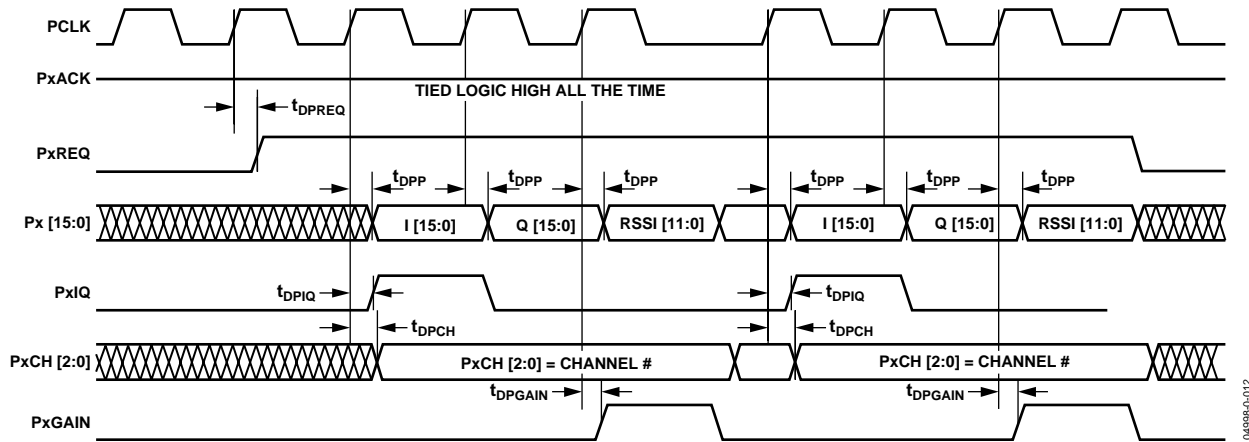 PCLK
PxACK
TIED LOGIC HIGH ALL THE TIME
tDPREQ
PxREQ
tDPP tDPP tDPP tDPP tDPP tDPP
Px [15:0] I [15:0] Q [15:0] RSSI [11:0] I [15:0] Q [15:0] RSSI [11:0]
PxIQ tDPIQ tDPIQ
tDPCH tDPCH
PxCH [2:0] PxCH [2:0] = CHANNEL # PxCH [2:0] = CHANNEL #
tDPGAIN tDPGAIN
PxGAIN
04998-0-012